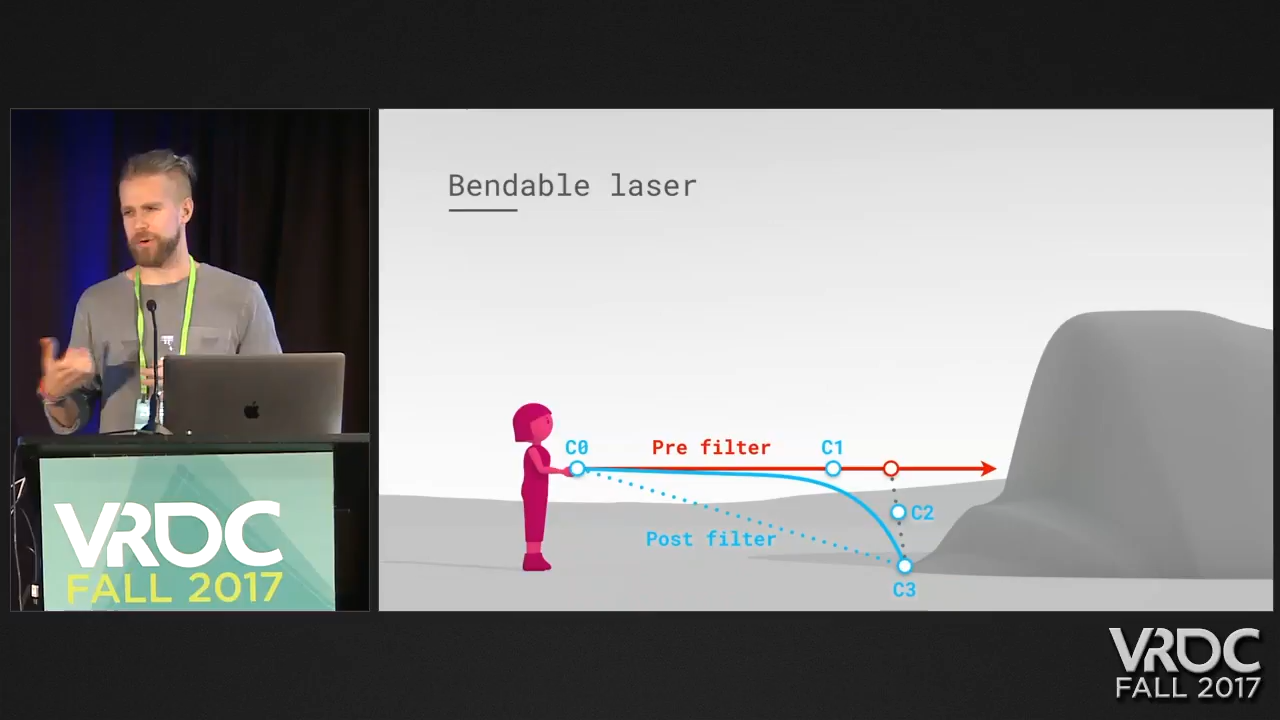 Bendable laser
C0
Pre filter
C1
C2
Post filter
C3
VRDC
FALL 2017
VRDC
FALL 2017